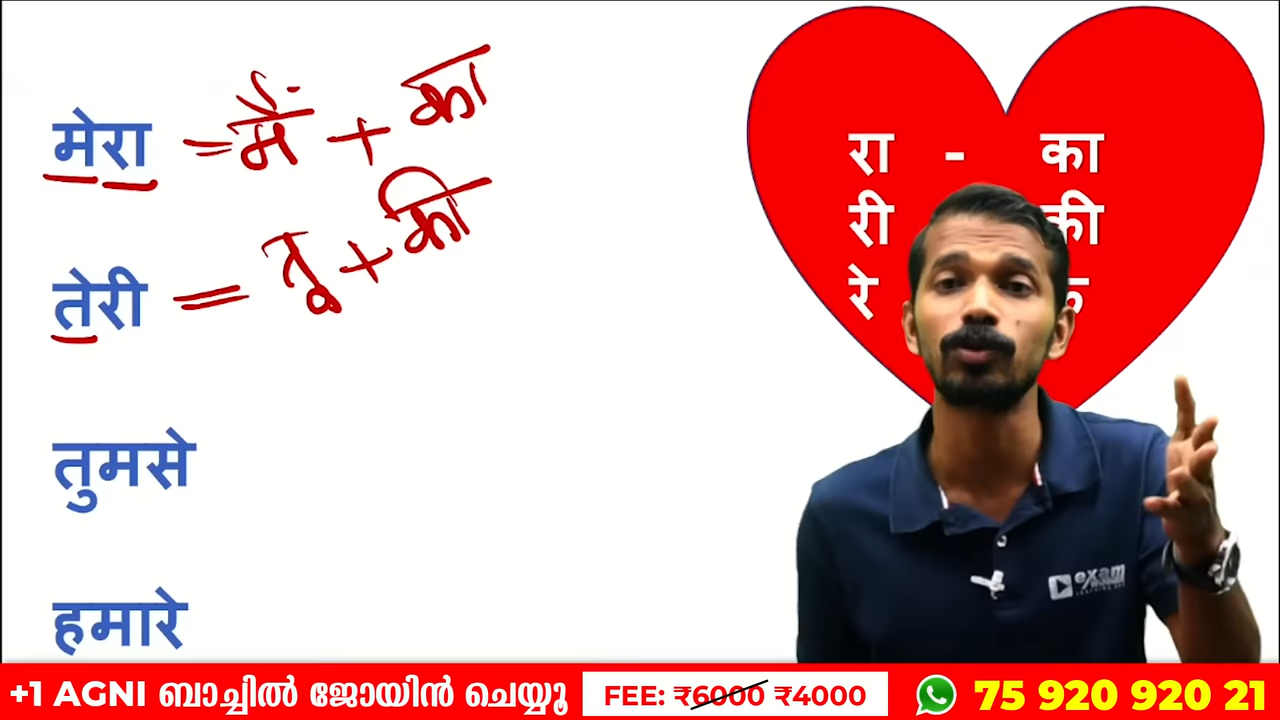 मेरा = मैं + का
तेरी = तू + की
तुमसे
हमारे
रा - का
री की
रे
exam
+1 AGNI ബാച്ചിൽ ജോയിൻ ചെയ്യൂ FEE: ₹6000 ₹4000 75 920 920 21